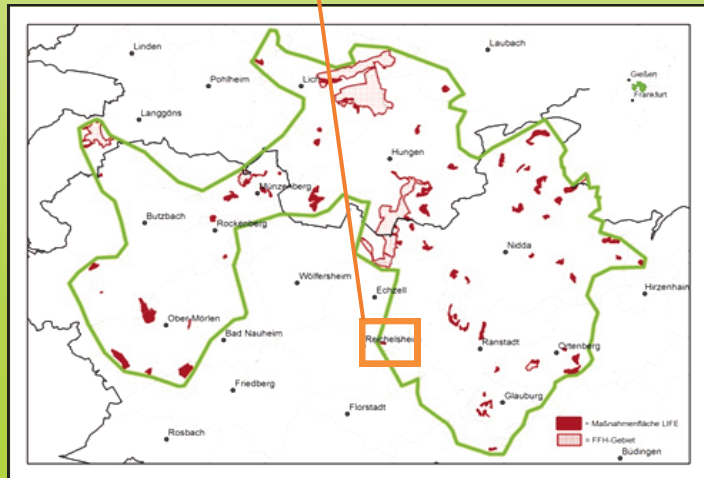 Linden
Laubach
Pohlheim
Lich
Gießen
Frankfurt
Langgöns
Hungen
Münzenberg
Butzbach
Rockenberg
Nidda
Wölfersheim
Echzell
Hirzenhain
Ober-Mörlen
Bad Nauheim
Reichelsheim
Ranstadt
Ortenberg
Friedberg
Glauburg
Florstadt
Rosbach
= Maßnahmenfläche LIFE
= FFH-Gebiet
Büdingen